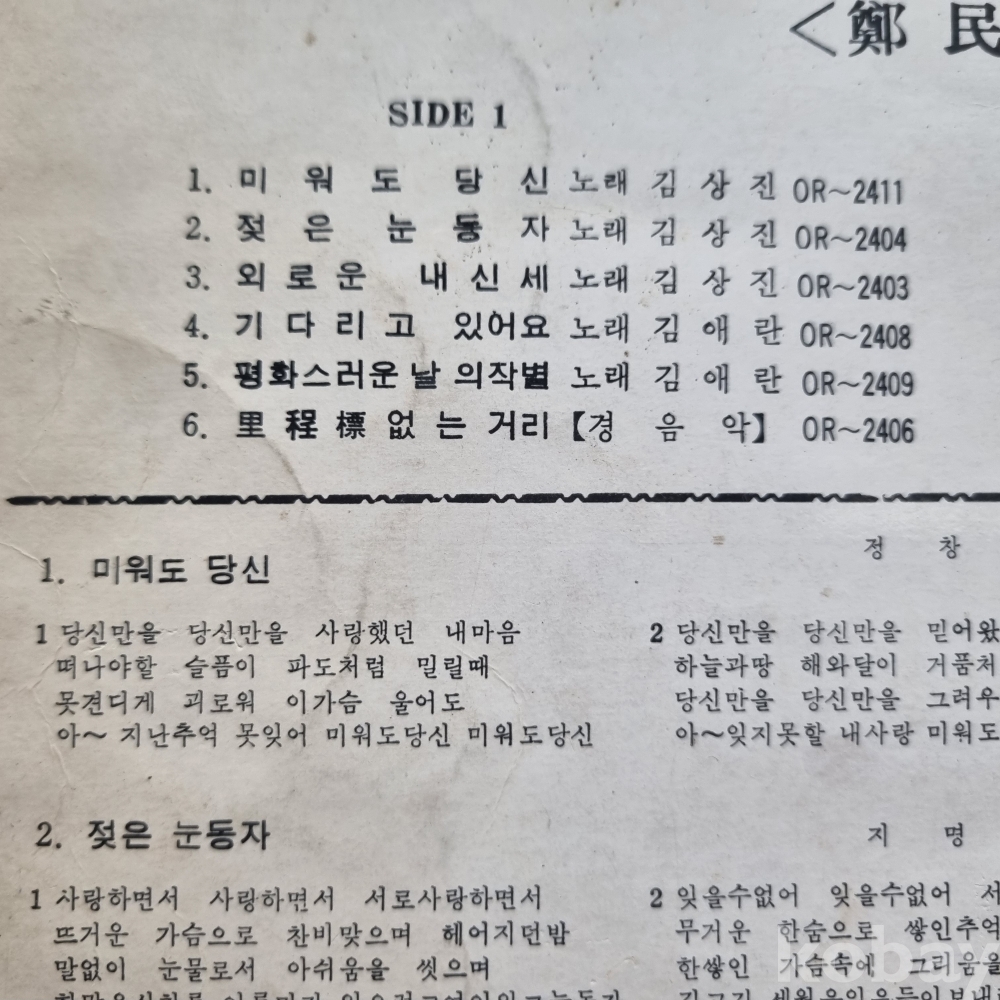 <鄭 民
SIDE 1
1. 미 워 도 당 신 노래 김 상 진 OR~2411
2. 젖 은 눈 동 자 노래 김 상 진 OR~2404
3. 외 로 운 내 신 세 노래 김 상 진 OR~2403
4. 기 다 리 고 있어요 노래 김 애 란 OR~2408
5. 평화스러운 날 의작별 노래 김 애 란 OR~2409
6. 里 程 標 없 는 거리 【경 음 악】 OR~2406
1. 미워도 당신
정 창
1 당신만을 당신만을 사랑했던 내마음
떠나야할 슬픔이 파도처럼 밀릴때
못견디게 괴로워 이가슴 울어도
아~ 지난추억 못잊어 미워도당신 미워도당신
2 당신만을 당신만을 믿어왔
하늘과땅 해와달이 거품처
당신만을 당신만을 그려우
아~잊지못할 내사랑 미워도
2. 젖은 눈동자
지 명
1 사랑하면서 사랑하면서 서로사랑하면서
뜨거운 가슴으로 찬비맞으며 헤어지던밤
말없이 눈물로서 아쉬움을 씻으며
2 잊을수없어 잊을수없어 서
무거운 한숨으로 쌓인추억
한쌓인 가슴속에 그리움을
kobay